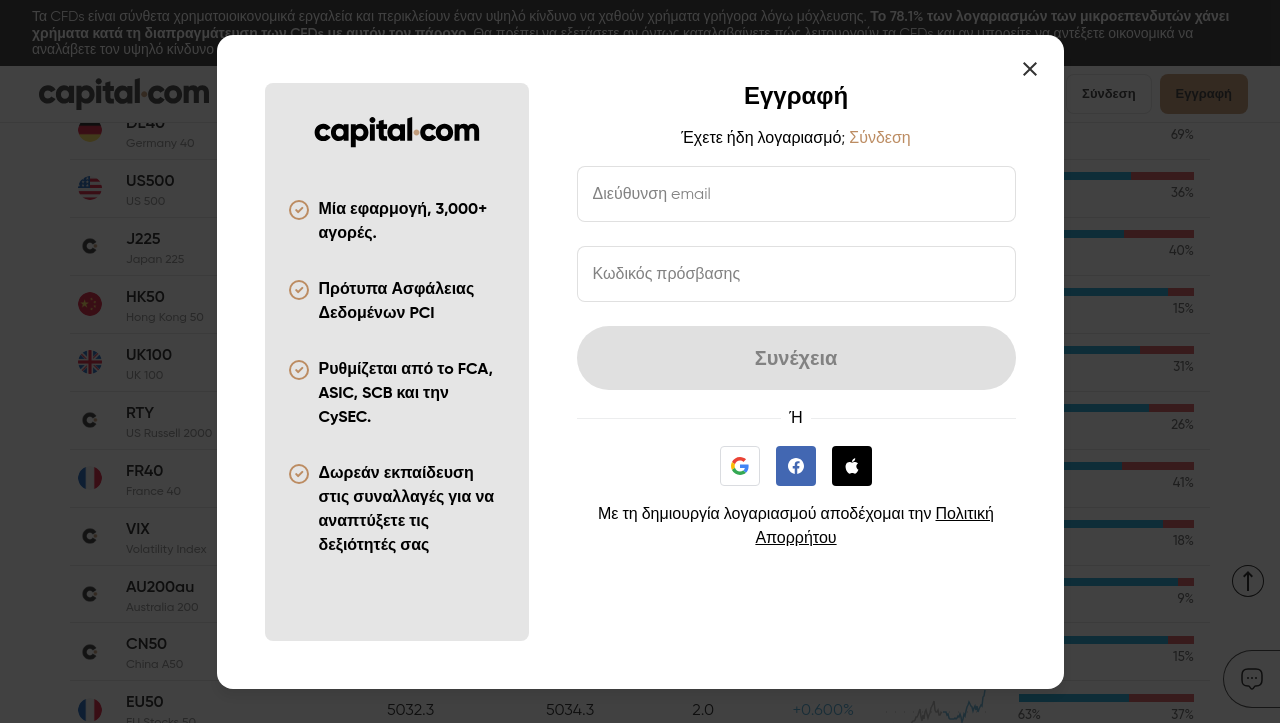 Τα CFDs είναι σύνθετα χρηματοιοικονομικά εργαλεία και περικλείουν έναν υψηλό κίνδυνο να χαθούν χρήματα γρήγορα λόγω μόχλευσης. Το 78.1% των λογαριασμών των μικροεπενδυτών χάνει
χρήματα κατά τη διαπραγμάτευση των CFDs με αυτόν τον πάροχο. Θα πρέπει να εξετάσετε αν όντως καταλαβαίνετε πώς λειτουργούν τα CFDs και αν μπορείτε να αντέξετε οικονομικά να
αναλάβετε τον υψηλό κίνδυνο
capital.com
Σύνδεση
Εγγραφή
capital.com
Μία εφαρμογή, 3,000+
αγορές.
Πρότυπα Ασφάλειας
Δεδομένων PCI
Ρυθμίζεται από το FCA,
ASIC, SCB και την
CySEC.
Δωρεάν εκπαίδευση
στις συναλλαγές για να
αναπτύξετε τις
δεξιότητές σας
Εγγραφή
Έχετε ήδη λογαριασμό; Σύνδεση
Διεύθυνση email
Κωδικός πρόσβασης
Συνέχεια
Ή
Με τη δημιουργία λογαριασμού αποδέχομαι την Πολιτική
Απορρήτου
DE40
Germany 40
69%
US500
US 500
36%
J225
Japan 225
40%
HK50
Hong Kong 50
15%
UK100
UK 100
31%
RTY
US Russell 2000
26%
FR40
France 40
41%
VIX
Volatility Index
18%
AU200au
Australia 200
9%
CN50
China A50
15%
EU50
EU Stocks 50
5032.3
5034.3
2.0
+0.600%
63%
37%